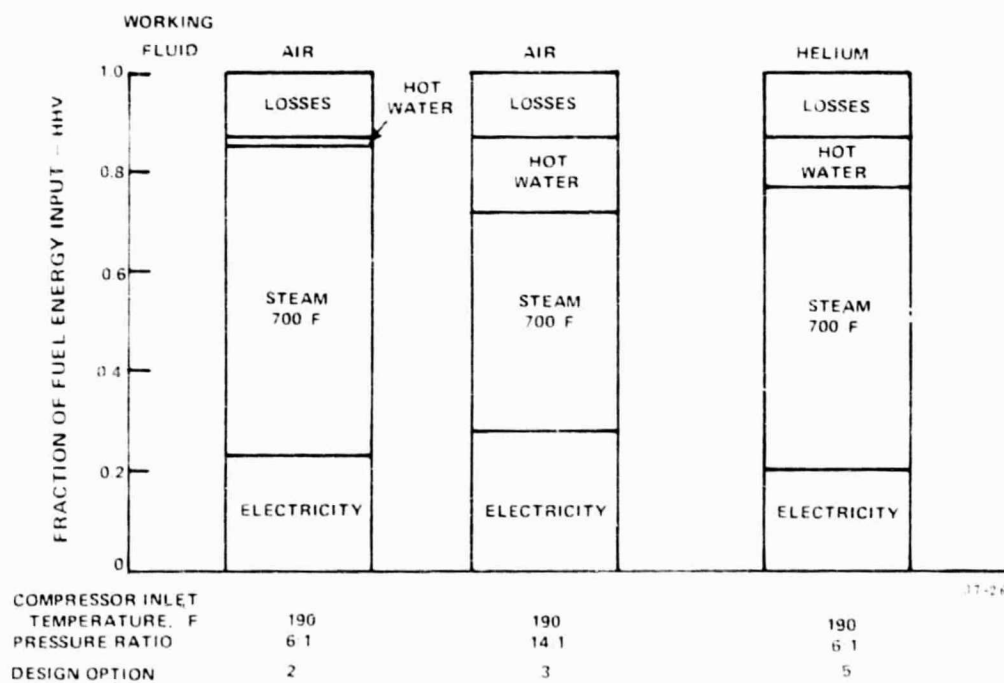 WORKING
FLUID
AIR
AIR
HELIUM
FRACTION OF FUEL ENERGY INPUT – HHV
1.0
0.8
0.6
0.4
0.2
0
LOSSES
HOT
WATER
STEAM
700 F
ELECTRICITY
LOSSES
HOT
WATER
STEAM
700 F
ELECTRICITY
LOSSES
HOT
WATER
STEAM
700 F
ELECTRICITY
COMPRESSOR INLET
TEMPERATURE, F 190 190 190
PRESSURE RATIO 6 1 14 1 6 1
DESIGN OPTION 2 3 5